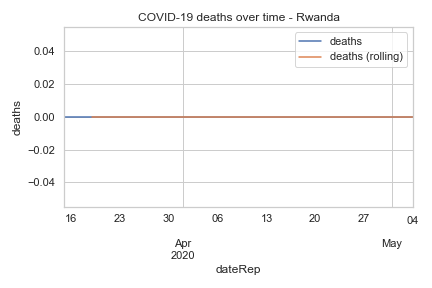 COVID-19 deaths over time - Rwanda
deaths
deaths (rolling)
0.04
0.02
0.00
−0.02
−0.04
deaths
16 23 30 06 13 20 27 04
Apr May
2020
dateRep